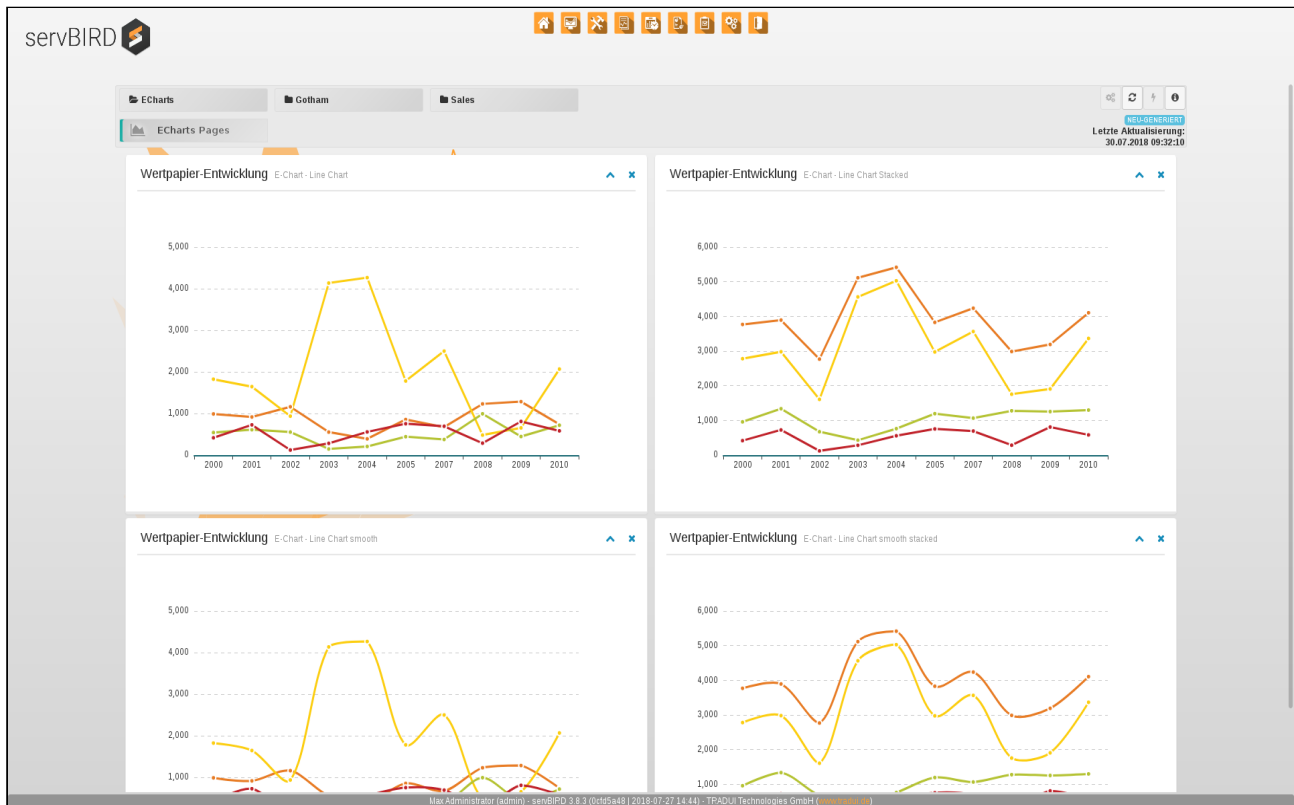 servBIRD
ECharts
Gotham
Sales
ECharts Pages
NEU-GENERIERT
Letzte Aktualisierung:
30.07.2018 09:32:10
Wertpapier-Entwicklung E-Chart - Line Chart
5,000
4,000
3,000
2,000
1,000
0
2000 2001 2002 2003 2004 2005 2007 2008 2009 2010
Wertpapier-Entwicklung E-Chart - Line Chart Stacked
6,000
5,000
4,000
3,000
2,000
1,000
0
2000 2001 2002 2003 2004 2005 2007 2008 2009 2010
Wertpapier-Entwicklung E-Chart - Line Chart smooth
5,000
4,000
3,000
2,000
1,000
Wertpapier-Entwicklung E-Chart - Line Chart smooth stacked
6,000
5,000
4,000
3,000
2,000
1,000
Max Administrator (admin) - servBIRD 3.8.3 (0cfd5a48 | 2018-07-27 14:44) - TPADUI Technologies GmbH (www.tradui.de)